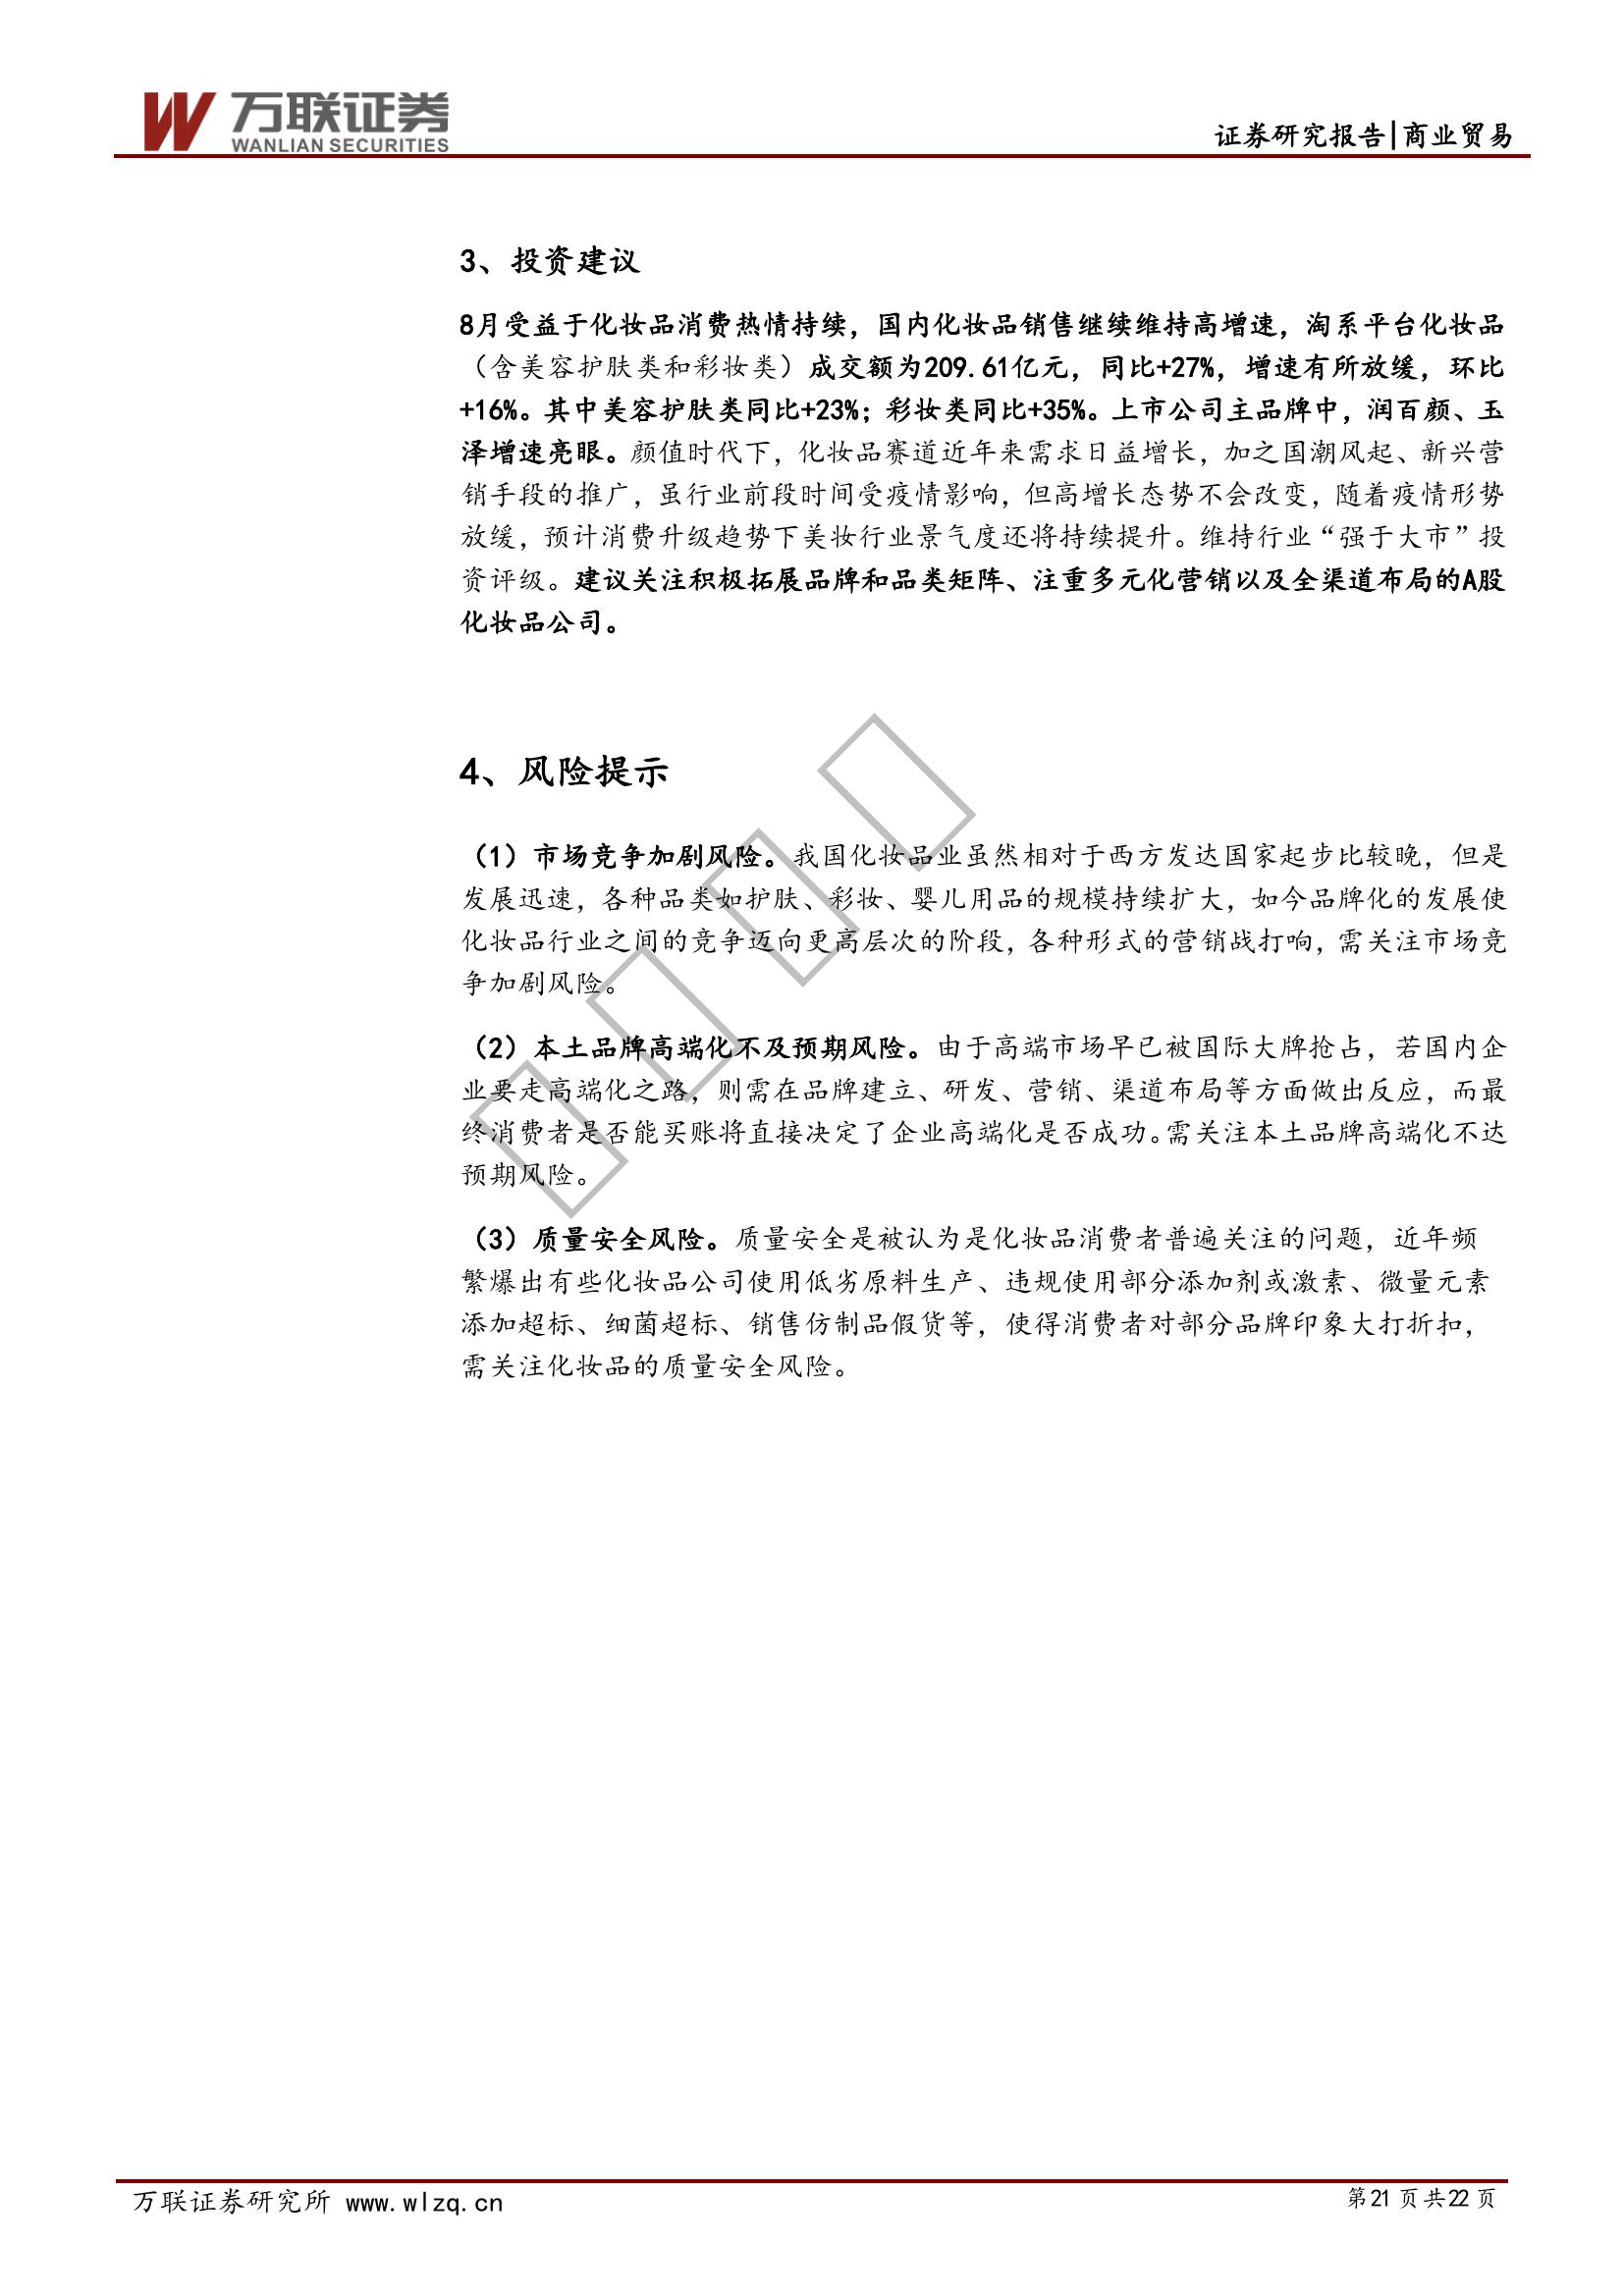 万联证券
WANLIAN SECURITIES
证券研究报告|商业贸易
3、投资建议
8月受益于化妆品消费热情持续，国内化妆品销售继续维持高增速，淘系平台化妆品
（含美容护肤类和彩妆类）成交额为209.61亿元，同比+27%，增速有所放缓，环比
+16%。其中美容护肤类同比+23%；彩妆类同比+35%。上市公司主品牌中，润百颜、玉
泽增速亮眼。颜值时代下，化妆品赛道近年来需求日益增长，加之国潮风起、新兴营
销手段的推广，虽行业前段时间受疫情影响，但高增长态势不会改变，随着疫情形势
放缓，预计消费升级趋势下美妆行业景气度还将持续提升。维持行业“强于大市”投
资评级。建议关注积极拓展品牌和品类矩阵、注重多元化营销以及全渠道布局的A股
化妆品公司。
4、风险提示
（1）市场竞争加剧风险。我国化妆品业虽然相对于西方发达国家起步比较晚，但是
发展迅速，各种品类如护肤、彩妆、婴儿用品的规模持续扩大，如今品牌化的发展使
化妆品行业之间的竞争迈向更高层次的阶段，各种形式的营销战打响，需关注市场竞
争加剧风险。
（2）本土品牌高端化不及预期风险。由于高端市场早已被国际大牌抢占，若国内企
业要走高端化之路，则需在品牌建立、研发、营销、渠道布局等方面做出反应，而最
终消费者是否能买账将直接决定了企业高端化是否成功。需关注本土品牌高端化不达
预期风险。
（3）质量安全风险。质量安全是被认为是化妆品消费者普遍关注的问题，近年频
繁爆出有些化妆品公司使用低劣原料生产、违规使用部分添加剂或激素、微量元素
添加超标、细菌超标、销售仿制品假货等，使得消费者对部分品牌印象大打折扣，
需关注化妆品的质量安全风险。
万联证券研究所 www.wlzq.cn
第21页共22页